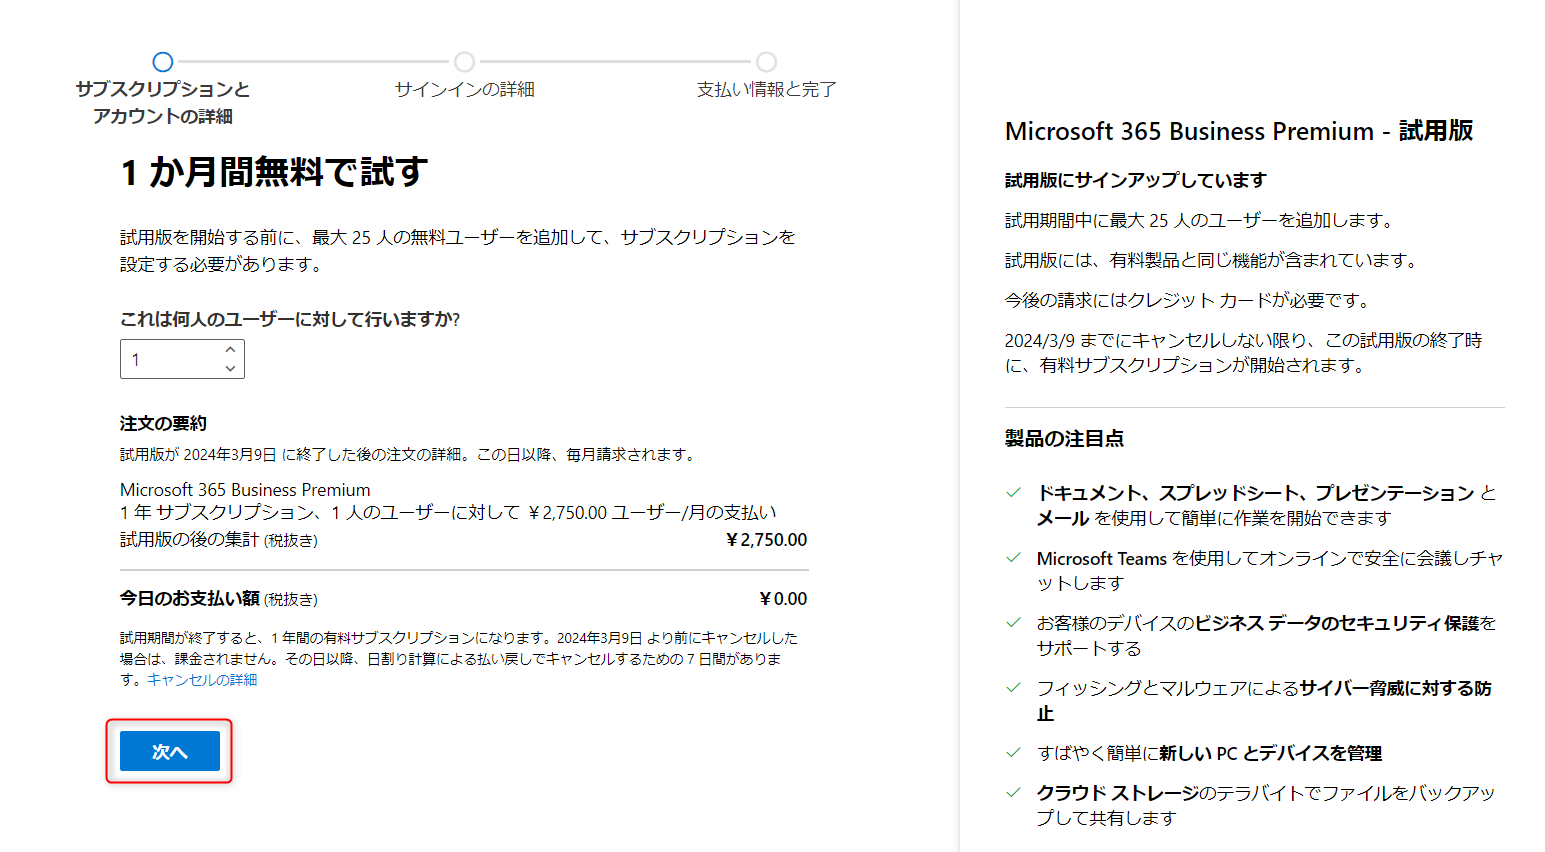 サブスクリプションと
アカウントの詳細
サインインの詳細
支払い情報と完了
1 か月間無料で試す
試用版を開始する前に、最大 25 人の無料ユーザーを追加して、サブスクリプションを
設定する必要があります。
これは何人のユーザーに対して行いますか?
1
注文の要約
試用版が 2024年3月9日 に終了した後の注文の詳細。この日以降、毎月請求されます。
Microsoft 365 Business Premium
1 年 サブスクリプション、1 人のユーザーに対して ¥2,750.00 ユーザー/月の支払い
試用版の後の集計 (税抜き) ¥2,750.00
今日のお支払い額 (税抜き) ¥0.00
試用期間が終了すると、1 年間の有料サブスクリプションになります。2024年3月9日 より前にキャンセルした
場合は、課金されません。その日以降、日割り計算による払い戻しでキャンセルするための 7 日間がありま
す。キャンセルの詳細
次へ
Microsoft 365 Business Premium - 試用版
試用版にサインアップしています
試用期間中に最大 25 人のユーザーを追加します。
試用版には、有料製品と同じ機能が含まれています。
今後の請求にはクレジット カードが必要です。
2024/3/9 までにキャンセルしない限り、この試用版の終了時
に、有料サブスクリプションが開始されます。
製品の注目点
ドキュメント、スプレッドシート、プレゼンテーション と
メール を使用して簡単に作業を開始できます
Microsoft Teams を使用してオンラインで安全に会議しチャ
ットします
お客様のデバイスのビジネス データのセキュリティ保護を
サポートする
フィッシングとマルウェアによるサイバー脅威に対する防
止
すばやく簡単に新しい PC とデバイスを管理
クラウド ストレージのテラバイトでファイルをバックアッ
プして共有します